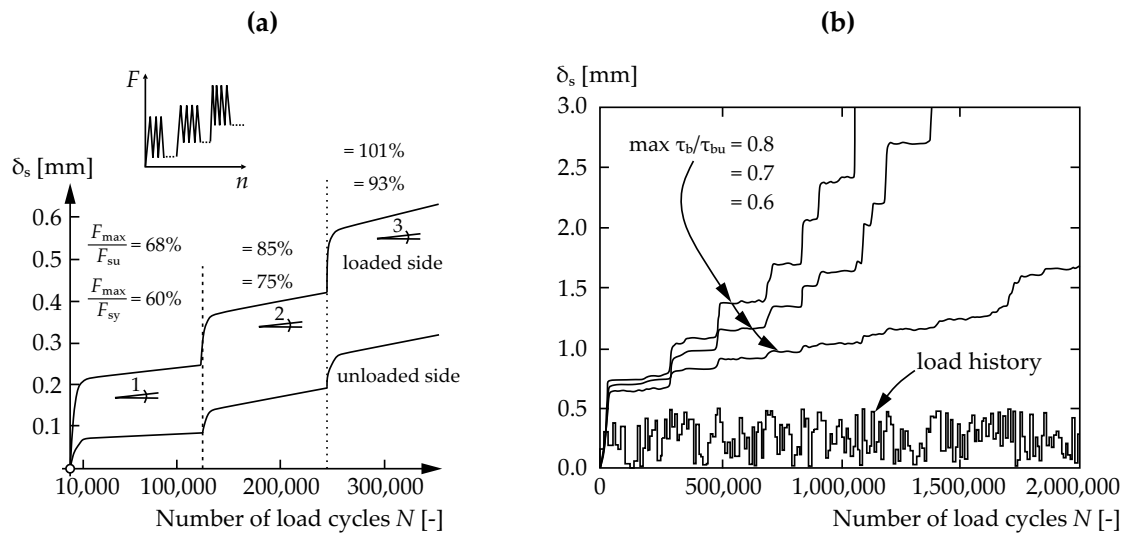 (a)
F
n
δs [mm]
0.6
0.5
0.4
0.3
0.2
0.1
Fmax
Fsu
= 68%
Fmax
Fsy
= 60%
= 85%
= 75%
= 101%
= 93%
1
2
3
loaded side
unloaded side
10,000 100,000 200,000 300,000
Number of load cycles N [-]
(b)
δs [mm]
3.0
2.5
2.0
1.5
1.0
0.5
0.0
max τb/τbu = 0.8
= 0.7
= 0.6
load history
0 500,000 1,000,000 1,500,000 2,000,000
Number of load cycles N [-]